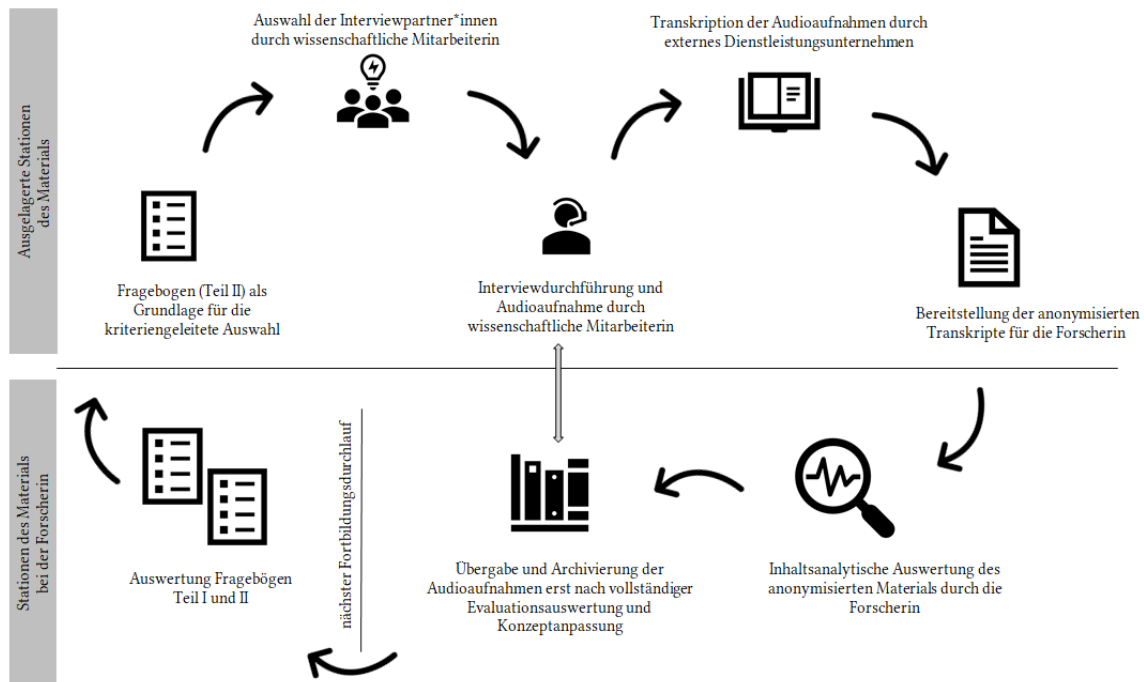 Ausgelagerte Stationen
des Materials
Auswahl der Interviewpartner*innen
durch wissenschaftliche Mitarbeiterin
Transkription der Audioaufnahmen durch
externes Dienstleistungsunternehmen
Fragebogen (Teil II) als
Grundlage für die
kriteriengeleitete Auswahl
Interviewdurchführung und
Audioaufnahme durch
wissenschaftliche Mitarbeiterin
Bereitstellung der anonymisierten
Transkripte für die Forscherin
Stationen des Materials
bei der Forscherin
Auswertung Fragebögen
Teil I und II
nächster Fortbildungsdurchlauf
Übergabe und Archivierung der
Audioaufnahmen erst nach vollständiger
Evaluationsauswertung und
Konzeptanpassung
Inhaltsanalytische Auswertung des
anonymisierten Materials durch die
Forscherin